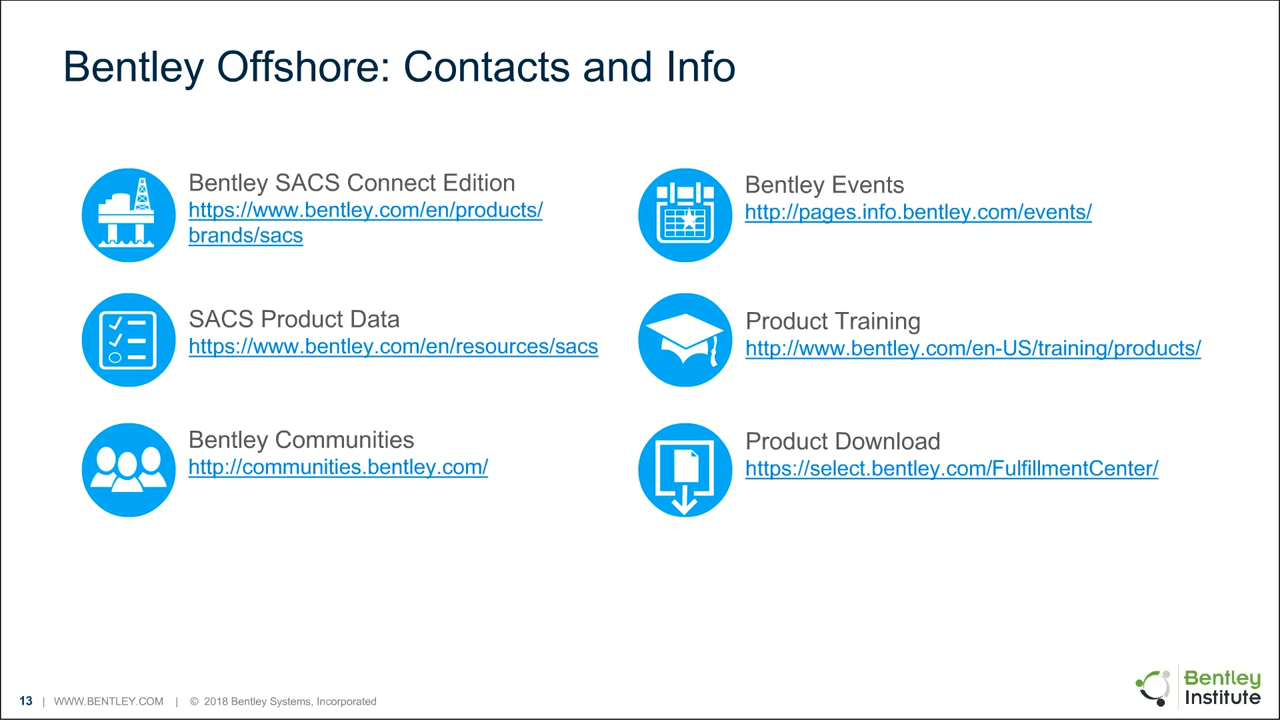 Bentley Offshore: Contacts and Info
Bentley SACS Connect Edition
https://www.bentley.com/en/products/
brands/sacs
SACS Product Data
https://www.bentley.com/en/resources/sacs
Bentley Communities
http://communities.bentley.com/
Bentley Events
http://pages.info.bentley.com/events/
Product Training
http://www.bentley.com/en-US/training/products/
Product Download
https://select.bentley.com/FulfillmentCenter/
13 | WWW.BENTLEY.COM | © 2018 Bentley Systems, Incorporated
Bentley
Institute